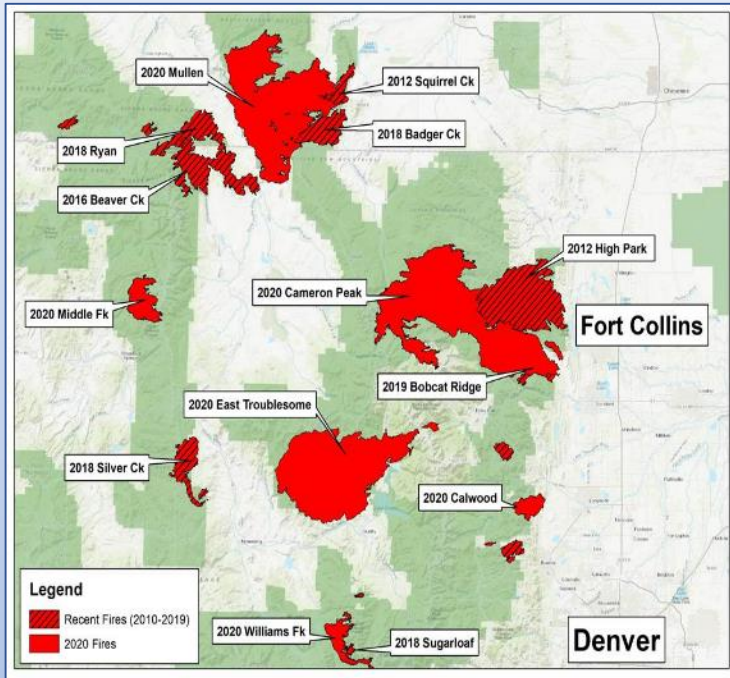 2020 Mullen
2012 Squirrel Ck
2018 Badger Ck
2018 Ryan
2016 Beaver Ck
2012 High Park
2020 Cameron Peak
2020 Middle Fk
Fort Collins
2019 Bobcat Ridge
2020 East Troublesome
2018 Silver Ck
2020 Calwood
Legend
Recent Fires (2010-2019)
2020 Fires
2020 Williams Fk
2018 Sugarloaf
Denver
Cheyenne